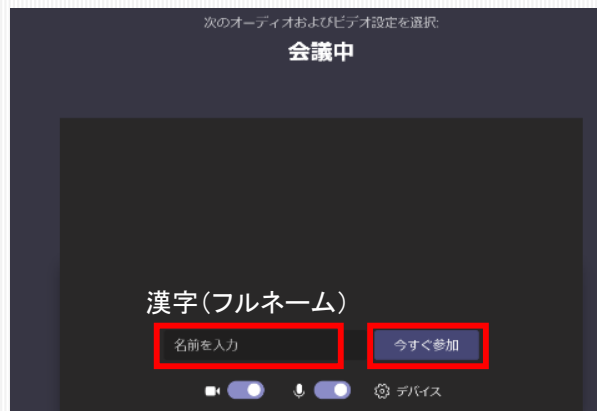 次のオーディオおよびビデオ設定を選択:
会議中
漢字(フルネーム)
名前を入力
今すぐ参加
デバイス